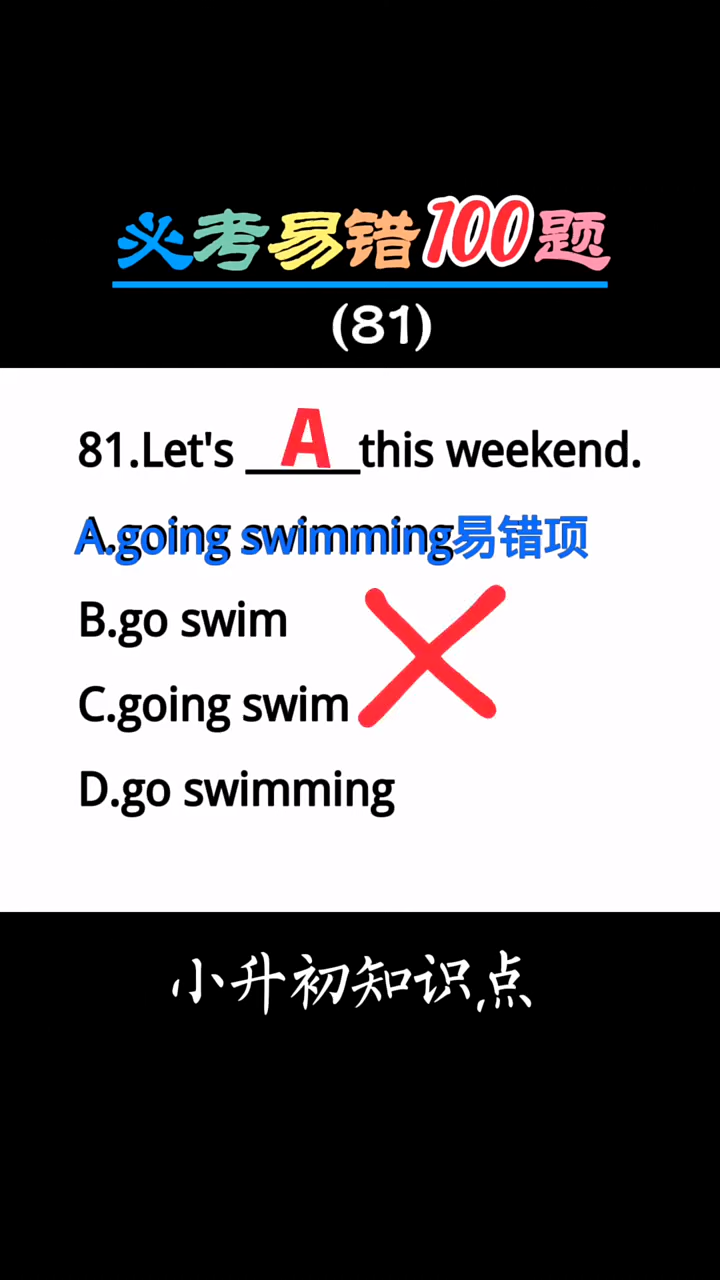 必考易错100题
(81)
81.Let's __A__this weekend.
A.going swimming易错项
B.go swim
C.going swim
D.go swimming
小升初知识点